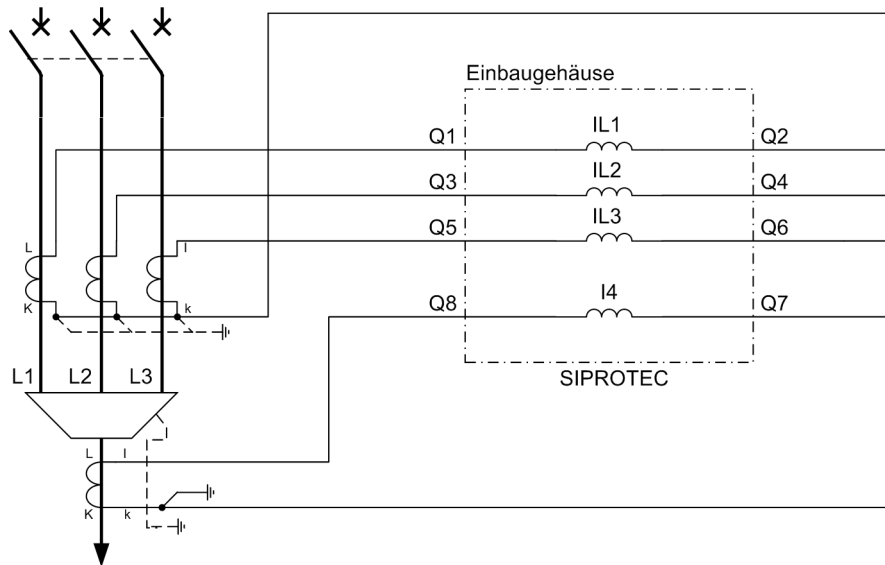 Einbaugehäuse
Q1 IL1 Q2
Q3 IL2 Q4
Q5 IL3 Q6
L l
K k
Q8 I4 Q7
L1 L2 L3
SIPROTEC
L l
K k